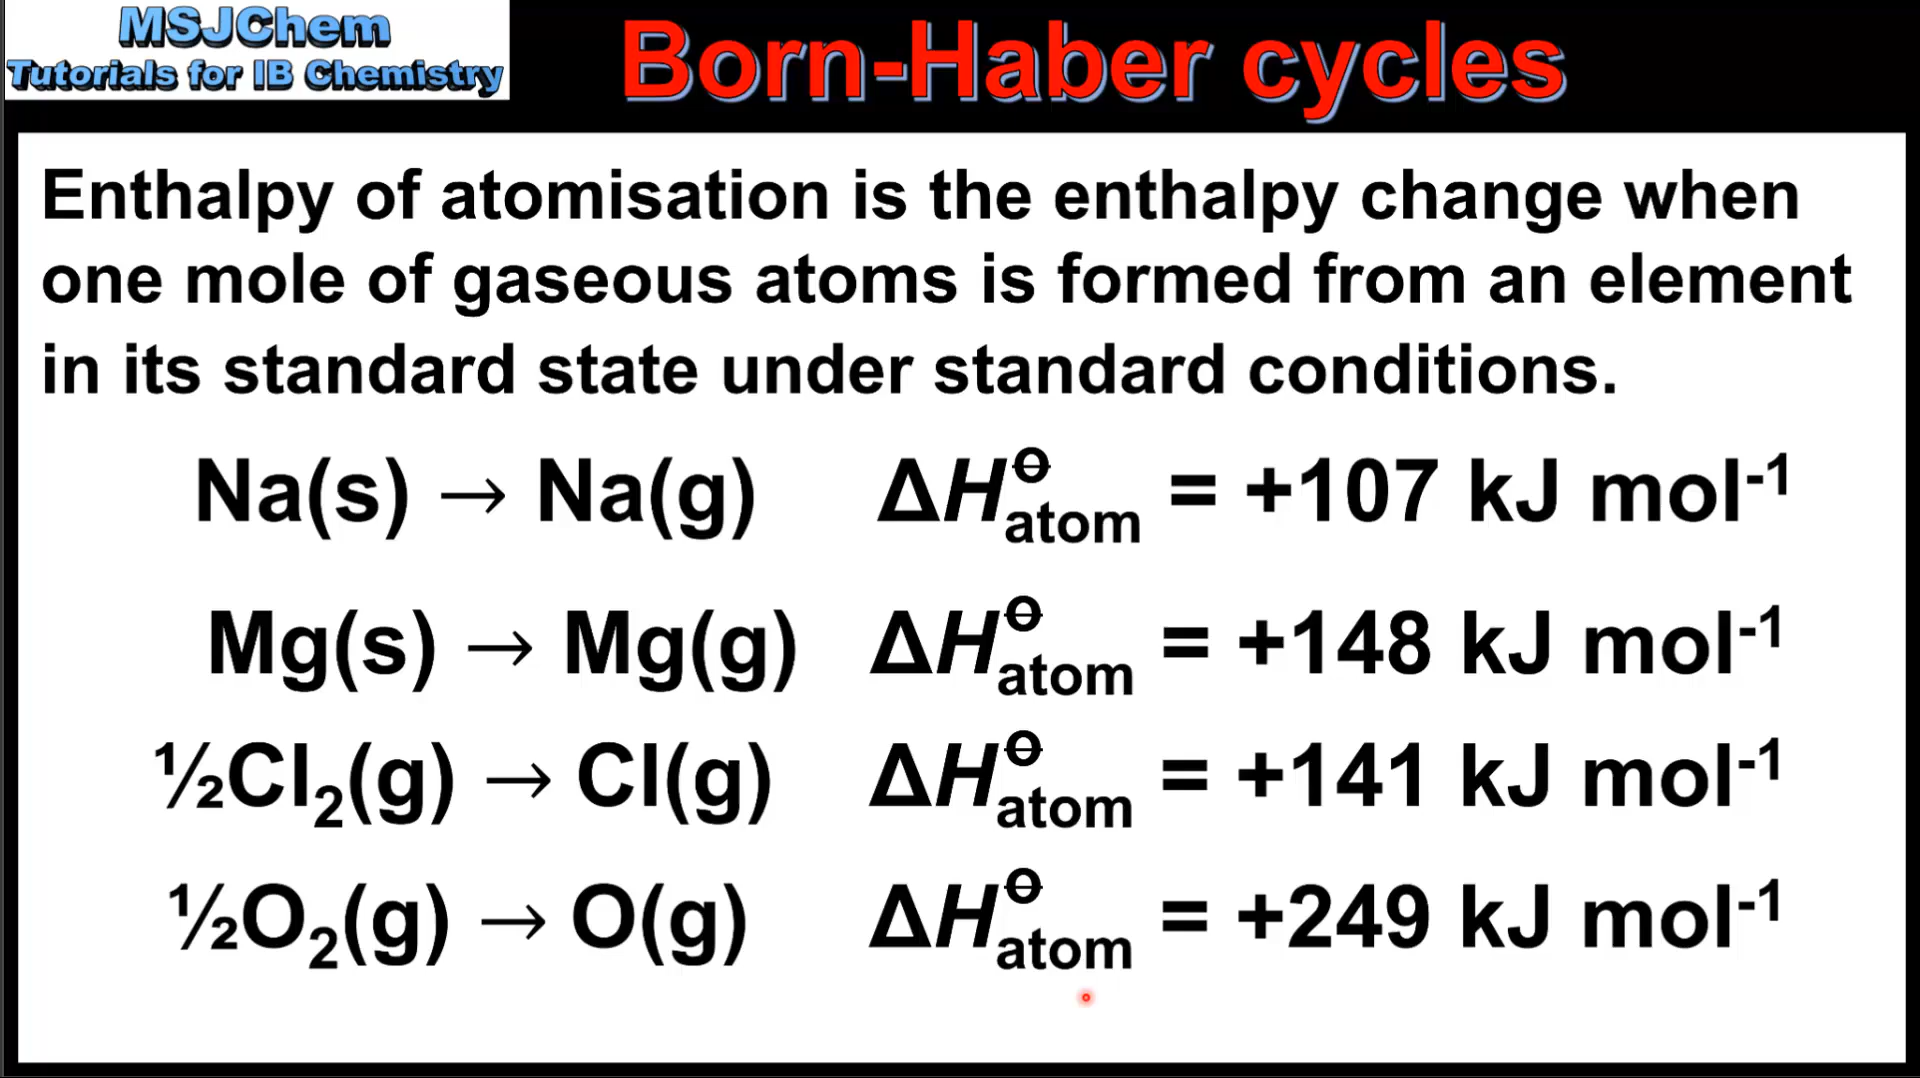 MSJChem
Tutorials for IB Chemistry
Born-Haber cycles
Enthalpy of atomisation is the enthalpy change when
one mole of gaseous atoms is formed from an element
in its standard state under standard conditions.
Na(s) → Na(g) ΔH⦵atom = +107 kJ mol⁻¹
Mg(s) → Mg(g) ΔH⦵atom = +148 kJ mol⁻¹
½Cl₂(g) → Cl(g) ΔH⦵atom = +141 kJ mol⁻¹
½O₂(g) → O(g) ΔH⦵atom = +249 kJ mol⁻¹